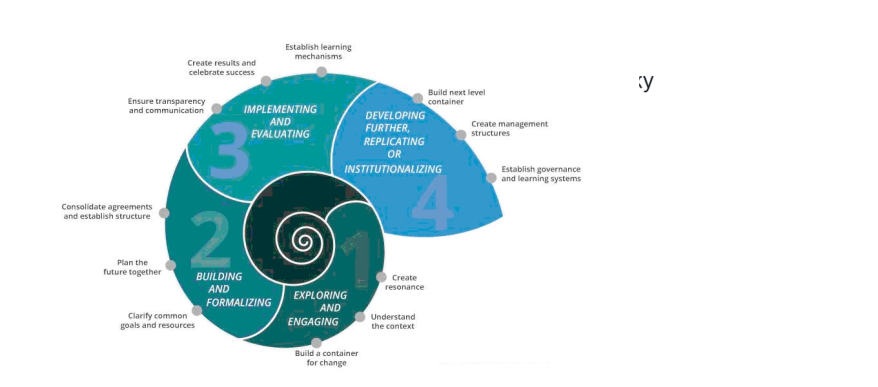 Establish learning
mechanisms
Create results and
celebrate success
Ensure transparency
and communication
IMPLEMENTING
AND
EVALUATING
3
DEVELOPING
FURTHER,
REPLICATING
OR
INSTITUTIONALIZING
4
Build next level
container
Create management
structures
Establish governance
and learning systems
Consolidate agreements
and establish structure
2
Plan the
future together
BUILDING
AND
FORMALIZING
Clarify common
goals and resources
1
EXPLORING
AND
ENGAGING
Create
resonance
Understand
the context
Build a container
for change